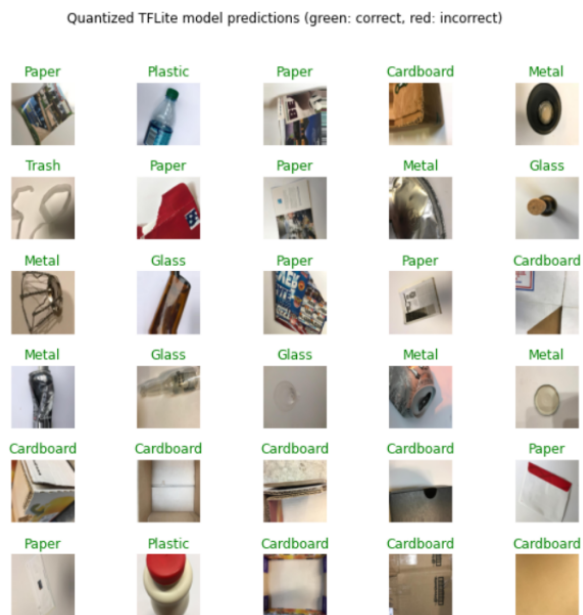 Quantized TFLite model predictions (green: correct, red: incorrect)
Paper Plastic Paper Cardboard Metal
Trash Paper Paper Metal Glass
Metal Glass Paper Paper Cardboard
Metal Glass Glass Metal Metal
Cardboard Cardboard Cardboard Cardboard Paper
Paper Plastic Cardboard Cardboard Cardboard